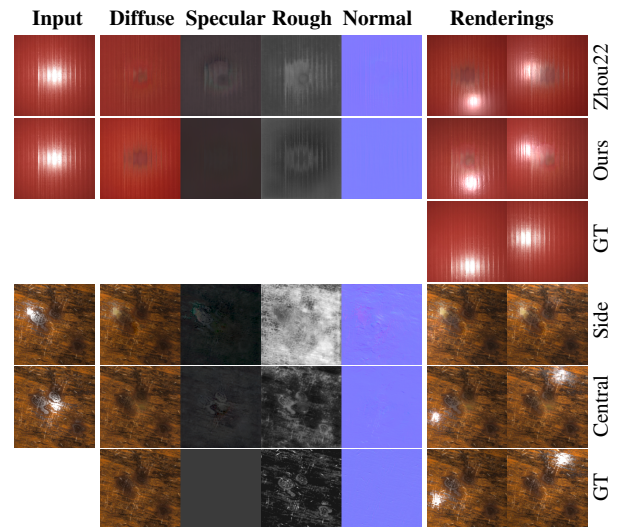 Input Diffuse Specular Rough Normal Renderings
Zhou22
Ours
GT
Side
Central
GT